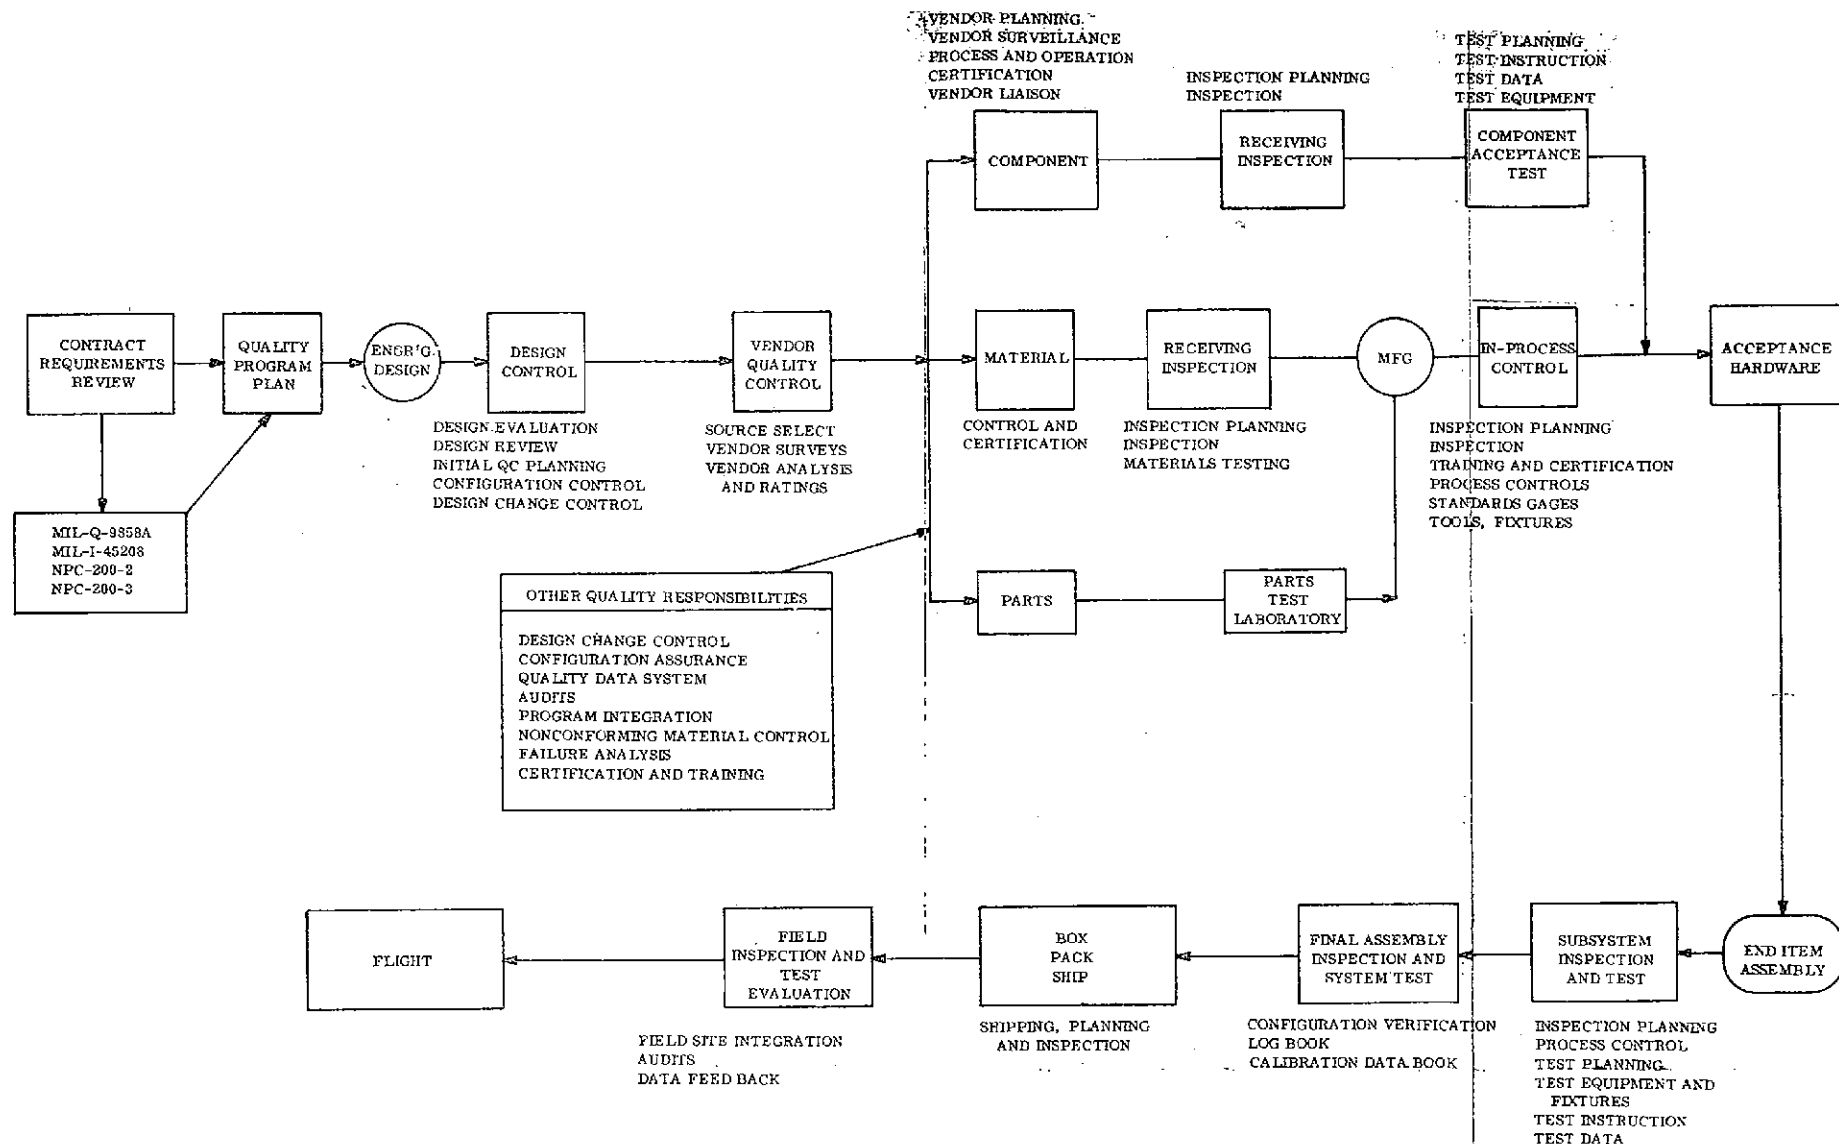 VENDOR PLANNING
VENDOR SURVEILLANCE
PROCESS AND OPERATION
CERTIFICATION
VENDOR LIAISON
INSPECTION PLANNING
INSPECTION
TEST PLANNING
TEST INSTRUCTION
TEST DATA
TEST EQUIPMENT
COMPONENT
RECEIVING
INSPECTION
COMPONENT
ACCEPTANCE
TEST
CONTRACT
REQUIREMENTS
REVIEW
QUALITY
PROGRAM
PLAN
ENGR'G.
DESIGN
DESIGN
CONTROL
VENDOR
QUALITY
CONTROL
MATERIAL
RECEIVING
INSPECTION
MFG
IN-PROCESS
CONTROL
ACCEPTANCE
HARDWARE
DESIGN EVALUATION
DESIGN REVIEW
INITIAL QC PLANNING
CONFIGURATION CONTROL
DESIGN CHANGE CONTROL
SOURCE SELECT
VENDOR SURVEYS
VENDOR ANALYSIS
AND RATINGS
CONTROL AND
CERTIFICATION
INSPECTION PLANNING
INSPECTION
MATERIALS TESTING
INSPECTION PLANNING
INSPECTION
TRAINING AND CERTIFICATION
PROCESS CONTROLS
STANDARDS GAGES
TOOLS, FIXTURES
MIL-Q-9858A
MIL-I-45208
NPC-200-2
NPC-200-3
OTHER QUALITY RESPONSIBILITIES
DESIGN CHANGE CONTROL
CONFIGURATION ASSURANCE
QUALITY DATA SYSTEM
AUDITS
PROGRAM INTEGRATION
NONCONFORMING MATERIAL CONTROL
FAILURE ANALYSIS
CERTIFICATION AND TRAINING
PARTS
PARTS
TEST
LABORATORY
FLIGHT
FIELD
INSPECTION AND
TEST
EVALUATION
BOX
PACK
SHIP
FINAL ASSEMBLY
INSPECTION AND
SYSTEM TEST
SUBSYSTEM
INSPECTION
AND TEST
END ITEM
ASSEMBLY
FIELD SITE INTEGRATION
AUDITS
DATA FEED BACK
SHIPPING, PLANNING
AND INSPECTION
CONFIGURATION VERIFICATION
LOG BOOK
CALIBRATION DATA BOOK
INSPECTION PLANNING
PROCESS CONTROL
TEST PLANNING
TEST EQUIPMENT AND
FIXTURES
TEST INSTRUCTION
TEST DATA